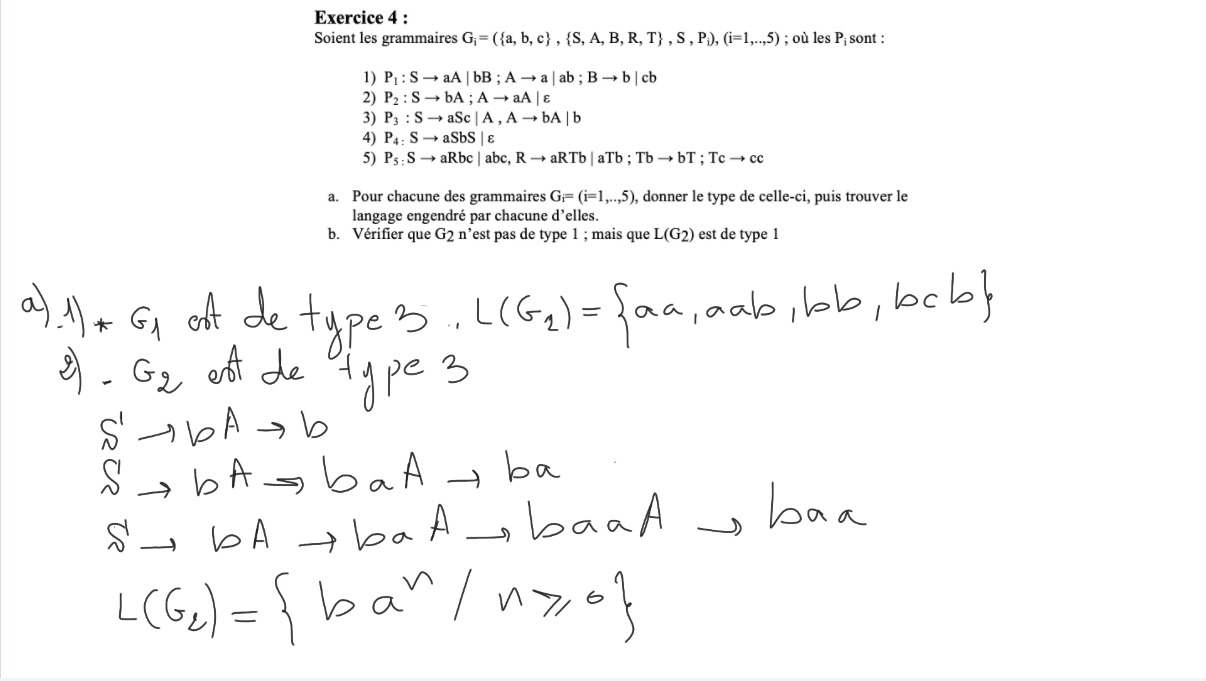 Exercice 4 :
Soient les grammaires Gᵢ= ({a, b, c} , {S, A, B, R, T} , S , Pᵢ), (i=1,..,5) ; où les Pᵢ sont :
1) P₁ : S → aA | bB ; A → a | ab ; B → b | cb
2) P₂ : S → bA ; A → aA | ε
3) P₃ : S → aSc | A , A → bA | b
4) P₄ : S → aSbS | ε
5) P₅ : S → aRbc | abc, R → aRTb | aTb ; Tb → bT ; Tc → cc
a. Pour chacune des grammaires Gᵢ= (i=1,..,5), donner le type de celle-ci, puis trouver le
langage engendré par chacune d'elles.
b. Vérifier que G2 n'est pas de type 1 ; mais que L(G2) est de type 1
a). 1) * G₁ est de type 3 . L(G₁) = {aa, aab, bb, bcb}
2) - G₂ est de type 3
S → bA → b
S → bA → baA → ba
S → bA → baA → baaA → baa
L(G₂) = { baⁿ / n ⩾ 0}